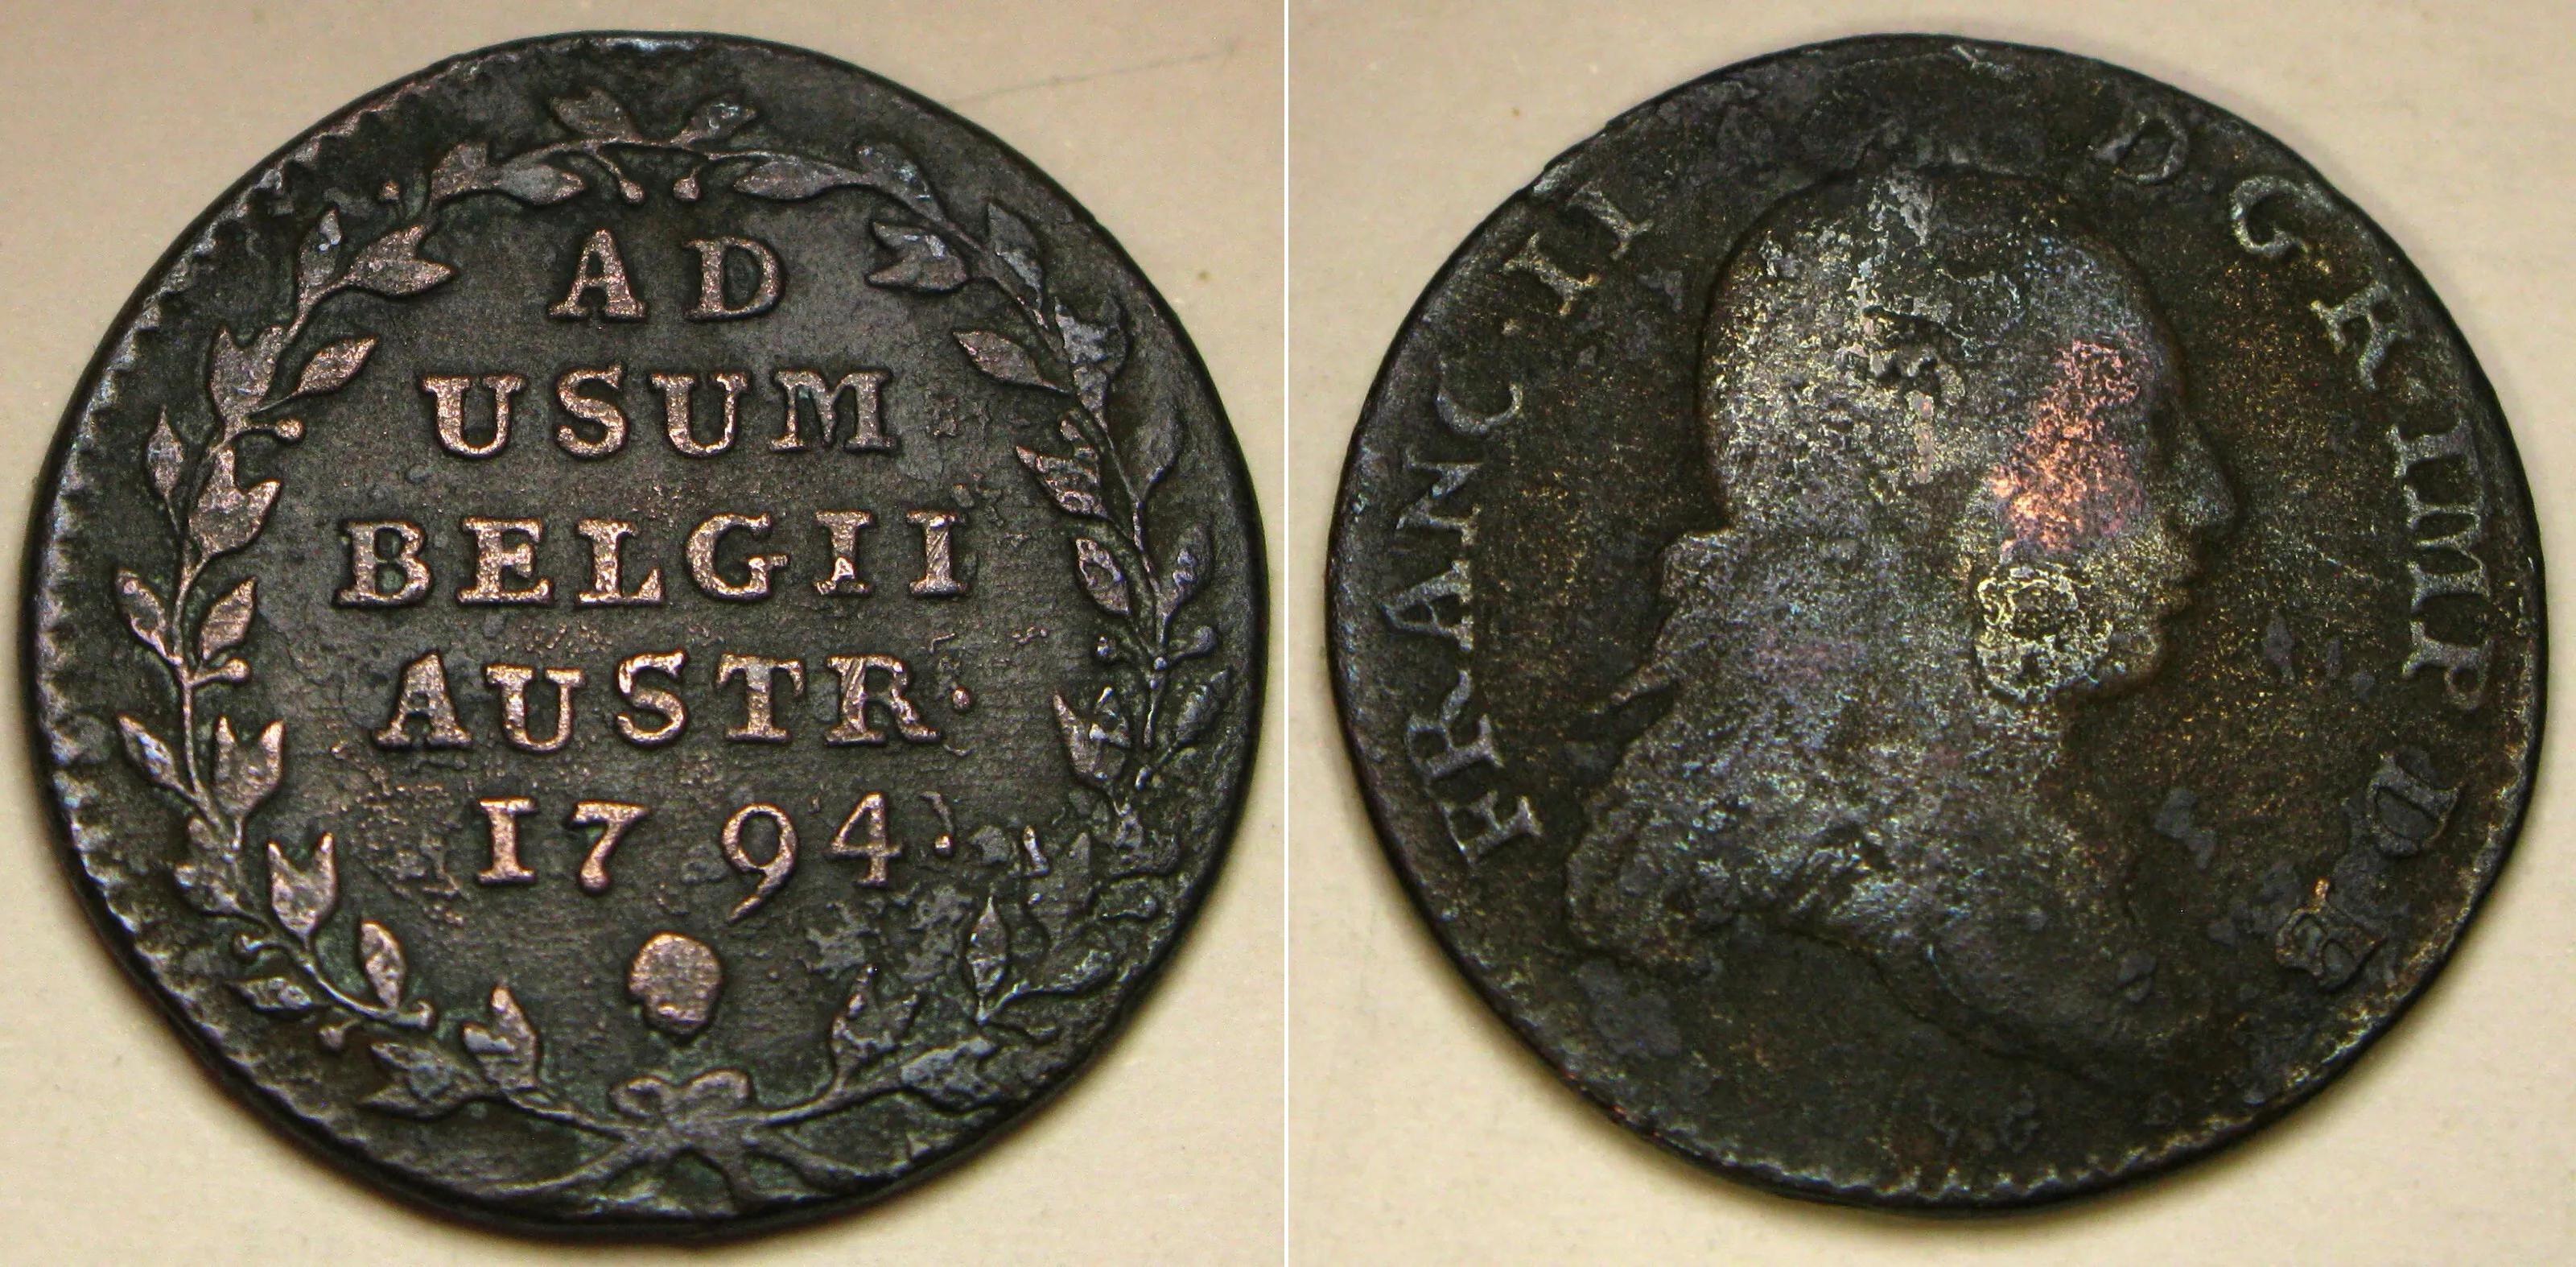 AD
USUM
BELGII
AUSTR.
1794.
FRANC · II D · G · R · IMP D B